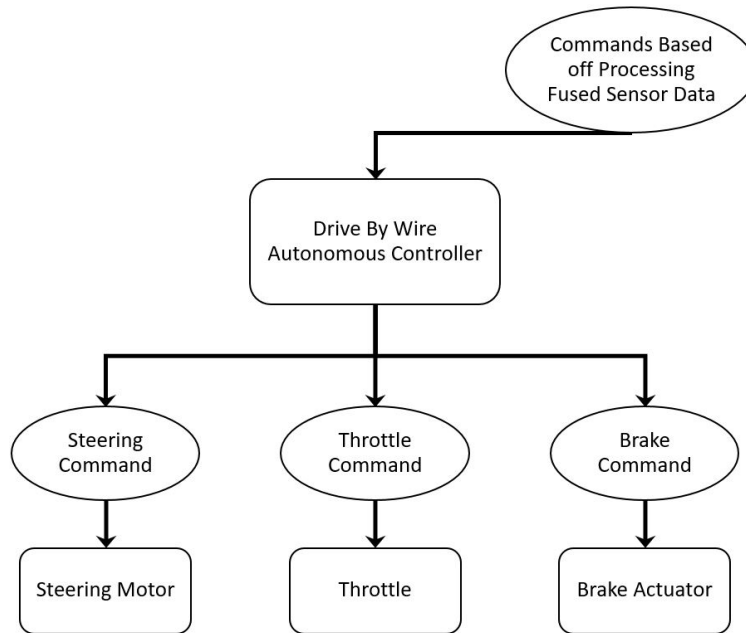 Commands Based
off Processing
Fused Sensor Data
Drive By Wire
Autonomous Controller
Steering
Command
Throttle
Command
Brake
Command
Steering Motor
Throttle
Brake Actuator